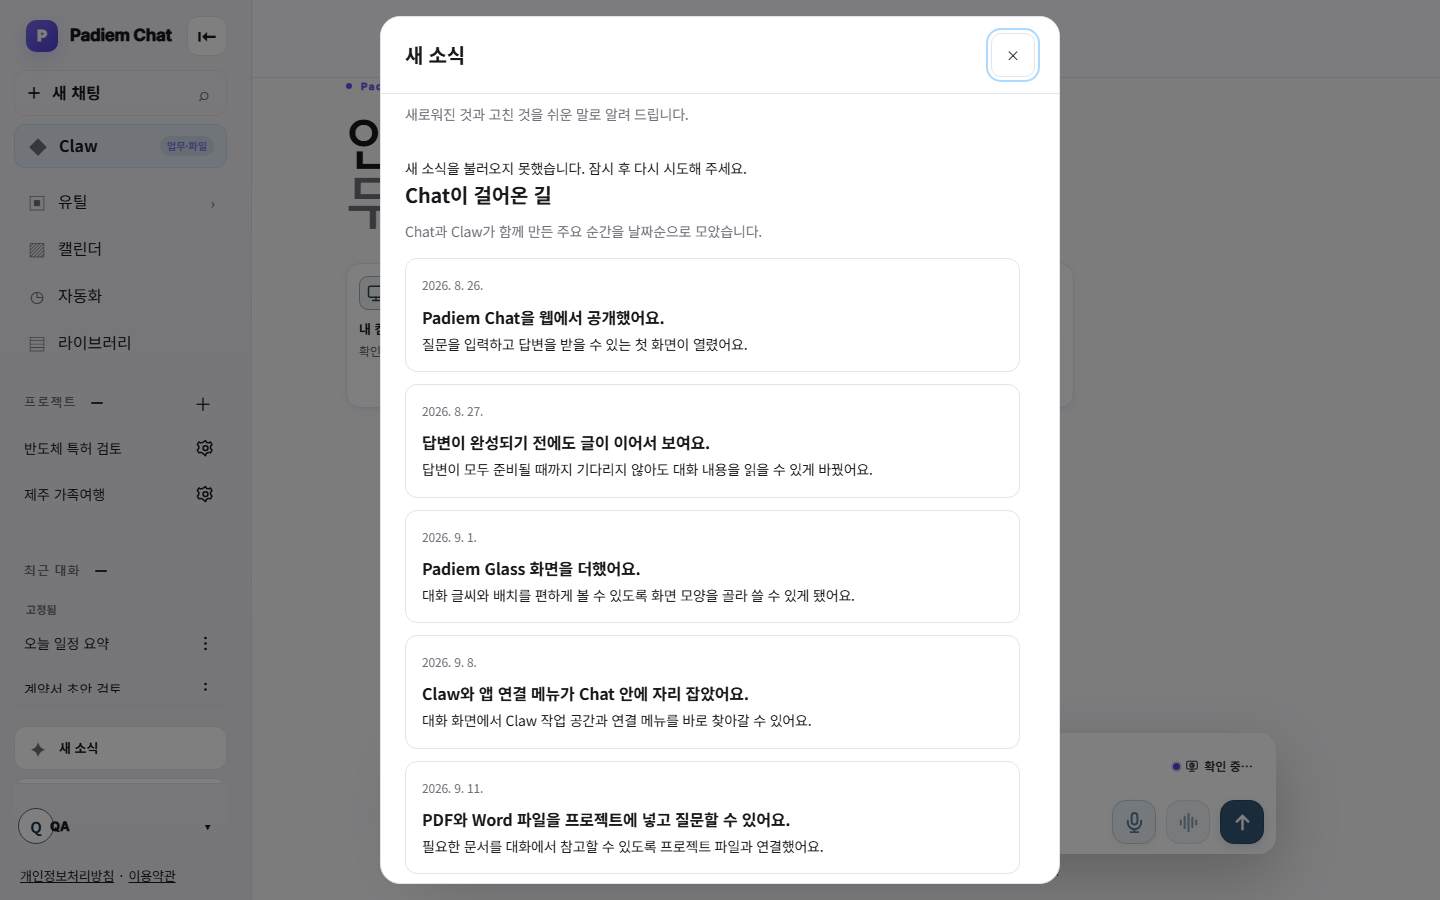 P Padiem Chat
새 채팅
Claw 업무·파일
유틸
캘린더
자동화
라이브러리
프로젝트
반도체 특허 검토
제주 가족여행
최근 대화
고정됨
오늘 일정 요약
계약서 초안 검토
새 소식
Q QA
개인정보처리방침 · 이용약관
새 소식
새로워진 것과 고친 것을 쉬운 말로 알려 드립니다.
새 소식을 불러오지 못했습니다. 잠시 후 다시 시도해 주세요.
Chat이 걸어온 길
Chat과 Claw가 함께 만든 주요 순간을 날짜순으로 모았습니다.
2026. 8. 26.
Padiem Chat을 웹에서 공개했어요.
질문을 입력하고 답변을 받을 수 있는 첫 화면이 열렸어요.
2026. 8. 27.
답변이 완성되기 전에도 글이 이어서 보여요.
답변이 모두 준비될 때까지 기다리지 않아도 대화 내용을 읽을 수 있게 바꿨어요.
2026. 9. 1.
Padiem Glass 화면을 더했어요.
대화 글씨와 배치를 편하게 볼 수 있도록 화면 모양을 골라 쓸 수 있게 됐어요.
2026. 9. 8.
Claw와 앱 연결 메뉴가 Chat 안에 자리 잡았어요.
대화 화면에서 Claw 작업 공간과 연결 메뉴를 바로 찾아갈 수 있어요.
2026. 9. 11.
PDF와 Word 파일을 프로젝트에 넣고 질문할 수 있어요.
필요한 문서를 대화에서 참고할 수 있도록 프로젝트 파일과 연결했어요.
내
확인
확인 중···